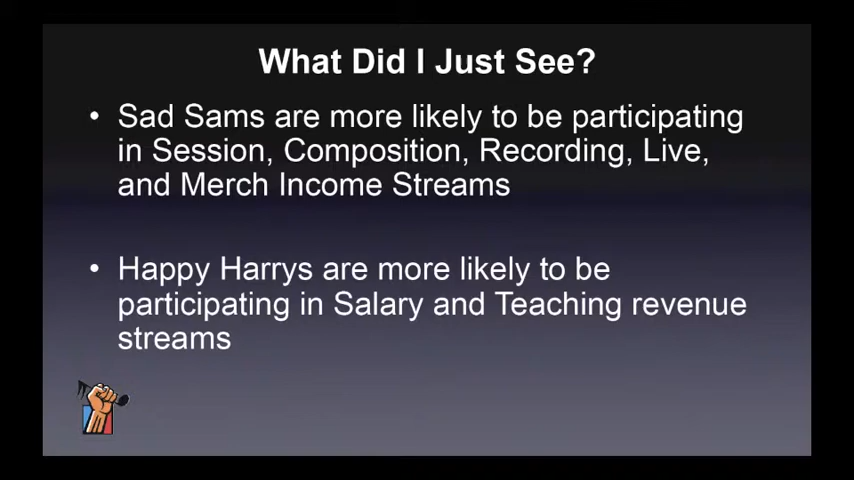 What Did I Just See?
• Sad Sams are more likely to be participating
in Session, Composition, Recording, Live,
and Merch Income Streams
• Happy Harrys are more likely to be
participating in Salary and Teaching revenue
streams